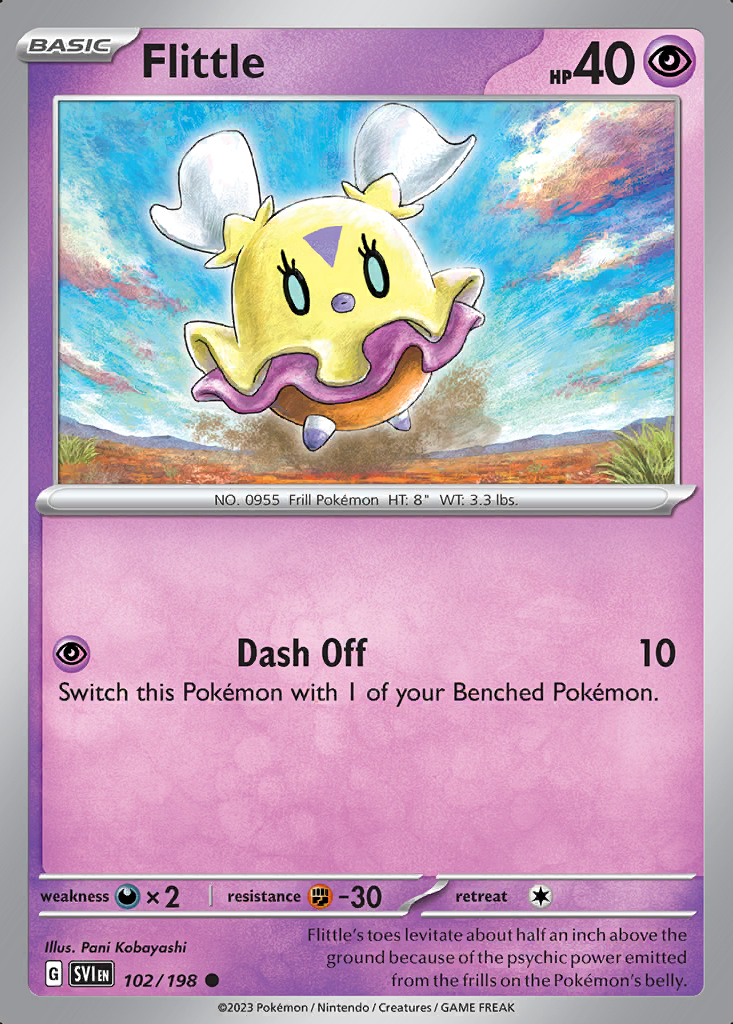 BASIC
Flittle
HP 40
NO. 0955 Frill Pokémon HT: 8" WT: 3.3 lbs.
Dash Off 10
Switch this Pokémon with 1 of your Benched Pokémon.
weakness ×2 resistance -30 retreat
Illus. Pani Kobayashi
G SVI EN 102/198
Flittle's toes levitate about half an inch above the
ground because of the psychic power emitted
from the frills on the Pokémon's belly.
©2023 Pokémon / Nintendo / Creatures / GAME FREAK